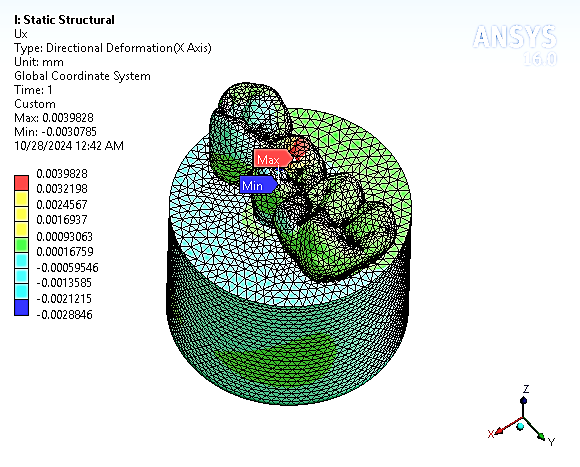 I: Static Structural
Ux
Type: Directional Deformation(X Axis)
Unit: mm
Global Coordinate System
Time: 1
Custom
Max: 0.0039828
Min: -0.0030785
10/28/2024 12:42 AM
ANSYS
16.0
0.0039828
0.0032198
0.0024567
0.0016937
0.00093063
0.00016759
-0.00059546
-0.0013585
-0.0021215
-0.0028846
Max
Min
Z
X
Y